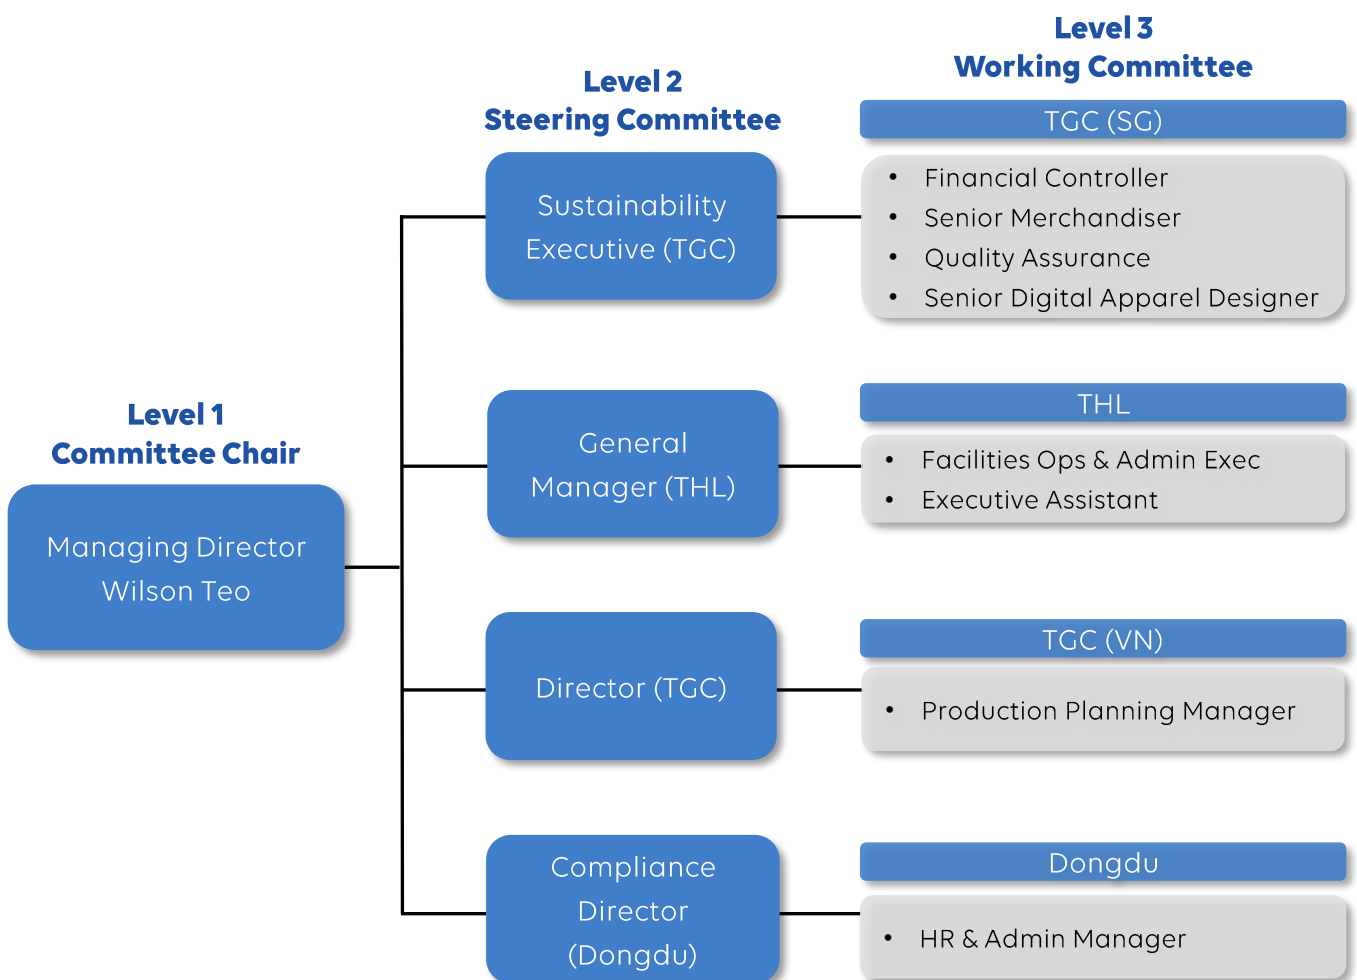 Level 1
Committee Chair
Managing Director
Wilson Teo
Level 2
Steering Committee
Sustainability
Executive (TGC)
General
Manager (THL)
Director (TGC)
Compliance
Director
(Dongdu)
Level 3
Working Committee
TGC (SG)
• Financial Controller
• Senior Merchandiser
• Quality Assurance
• Senior Digital Apparel Designer
THL
• Facilities Ops & Admin Exec
• Executive Assistant
TGC (VN)
• Production Planning Manager
Dongdu
• HR & Admin Manager